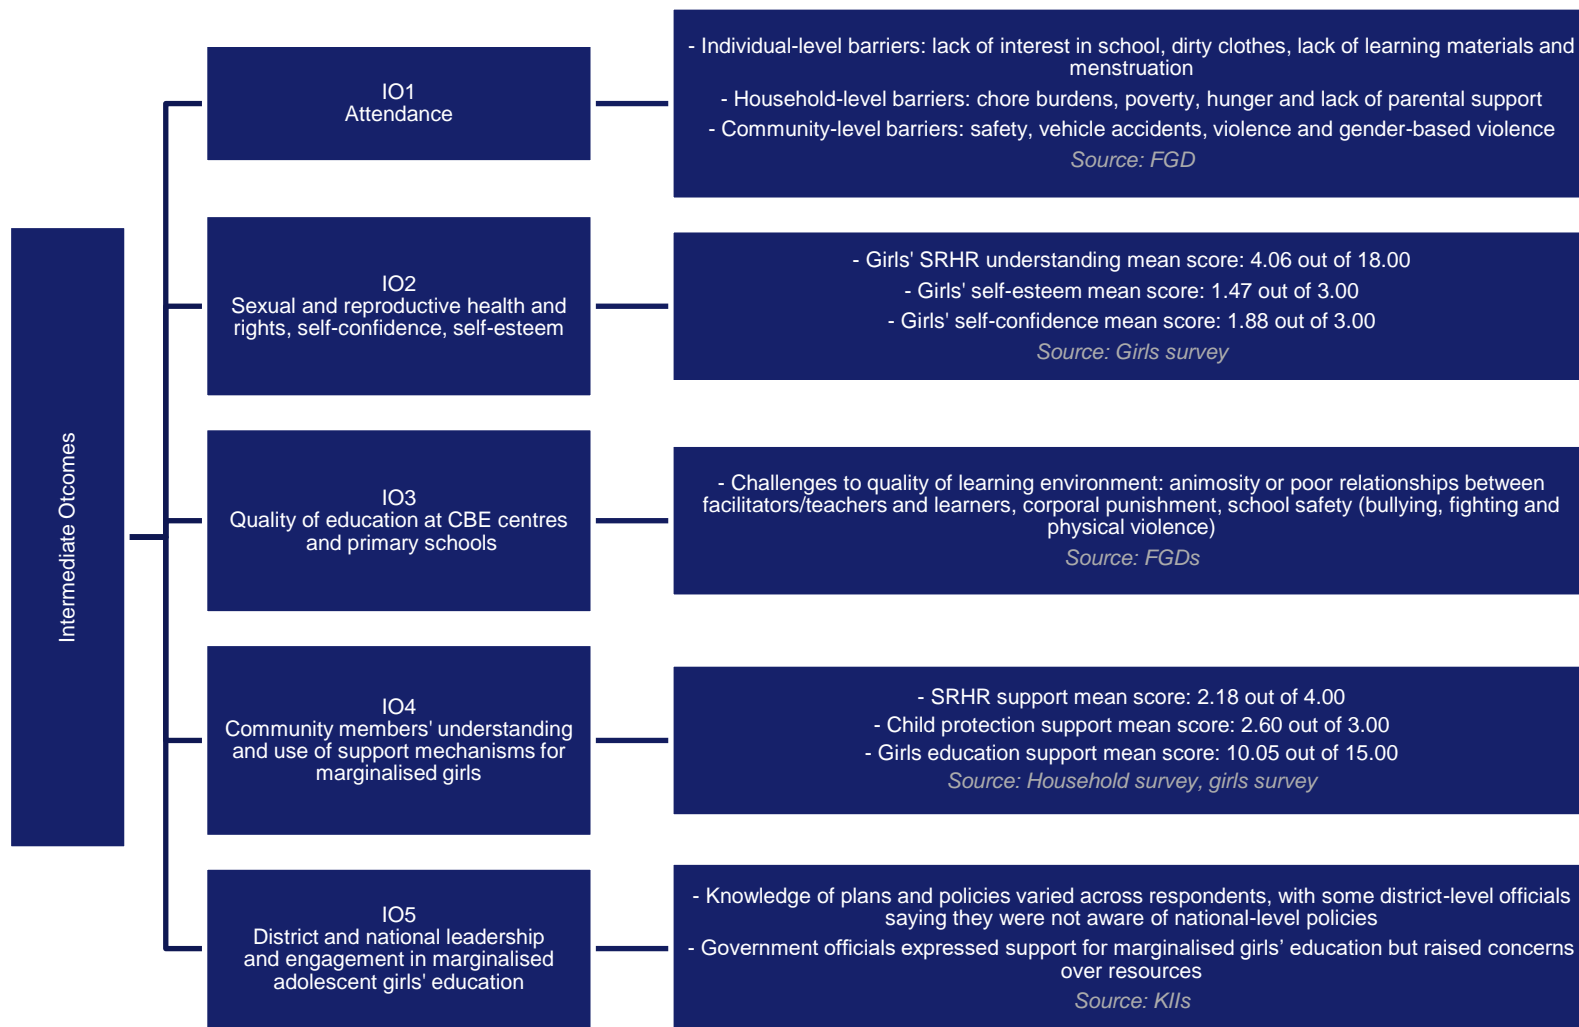 Intermediate Otcomes
IO1
Attendance
- Individual-level barriers: lack of interest in school, dirty clothes, lack of learning materials and
menstruation
- Household-level barriers: chore burdens, poverty, hunger and lack of parental support
- Community-level barriers: safety, vehicle accidents, violence and gender-based violence
Source: FGD
IO2
Sexual and reproductive health and
rights, self-confidence, self-esteem
- Girls' SRHR understanding mean score: 4.06 out of 18.00
- Girls' self-esteem mean score: 1.47 out of 3.00
- Girls' self-confidence mean score: 1.88 out of 3.00
Source: Girls survey
IO3
Quality of education at CBE centres
and primary schools
- Challenges to quality of learning environment: animosity or poor relationships between
facilitators/teachers and learners, corporal punishment, school safety (bullying, fighting and
physical violence)
Source: FGDs
IO4
Community members' understanding
and use of support mechanisms for
marginalised girls
- SRHR support mean score: 2.18 out of 4.00
- Child protection support mean score: 2.60 out of 3.00
- Girls education support mean score: 10.05 out of 15.00
Source: Household survey, girls survey
IO5
District and national leadership
and engagement in marginalised
adolescent girls' education
- Knowledge of plans and policies varied across respondents, with some district-level officials
saying they were not aware of national-level policies
- Government officials expressed support for marginalised girls’ education but raised concerns
over resources
Source: KIIs